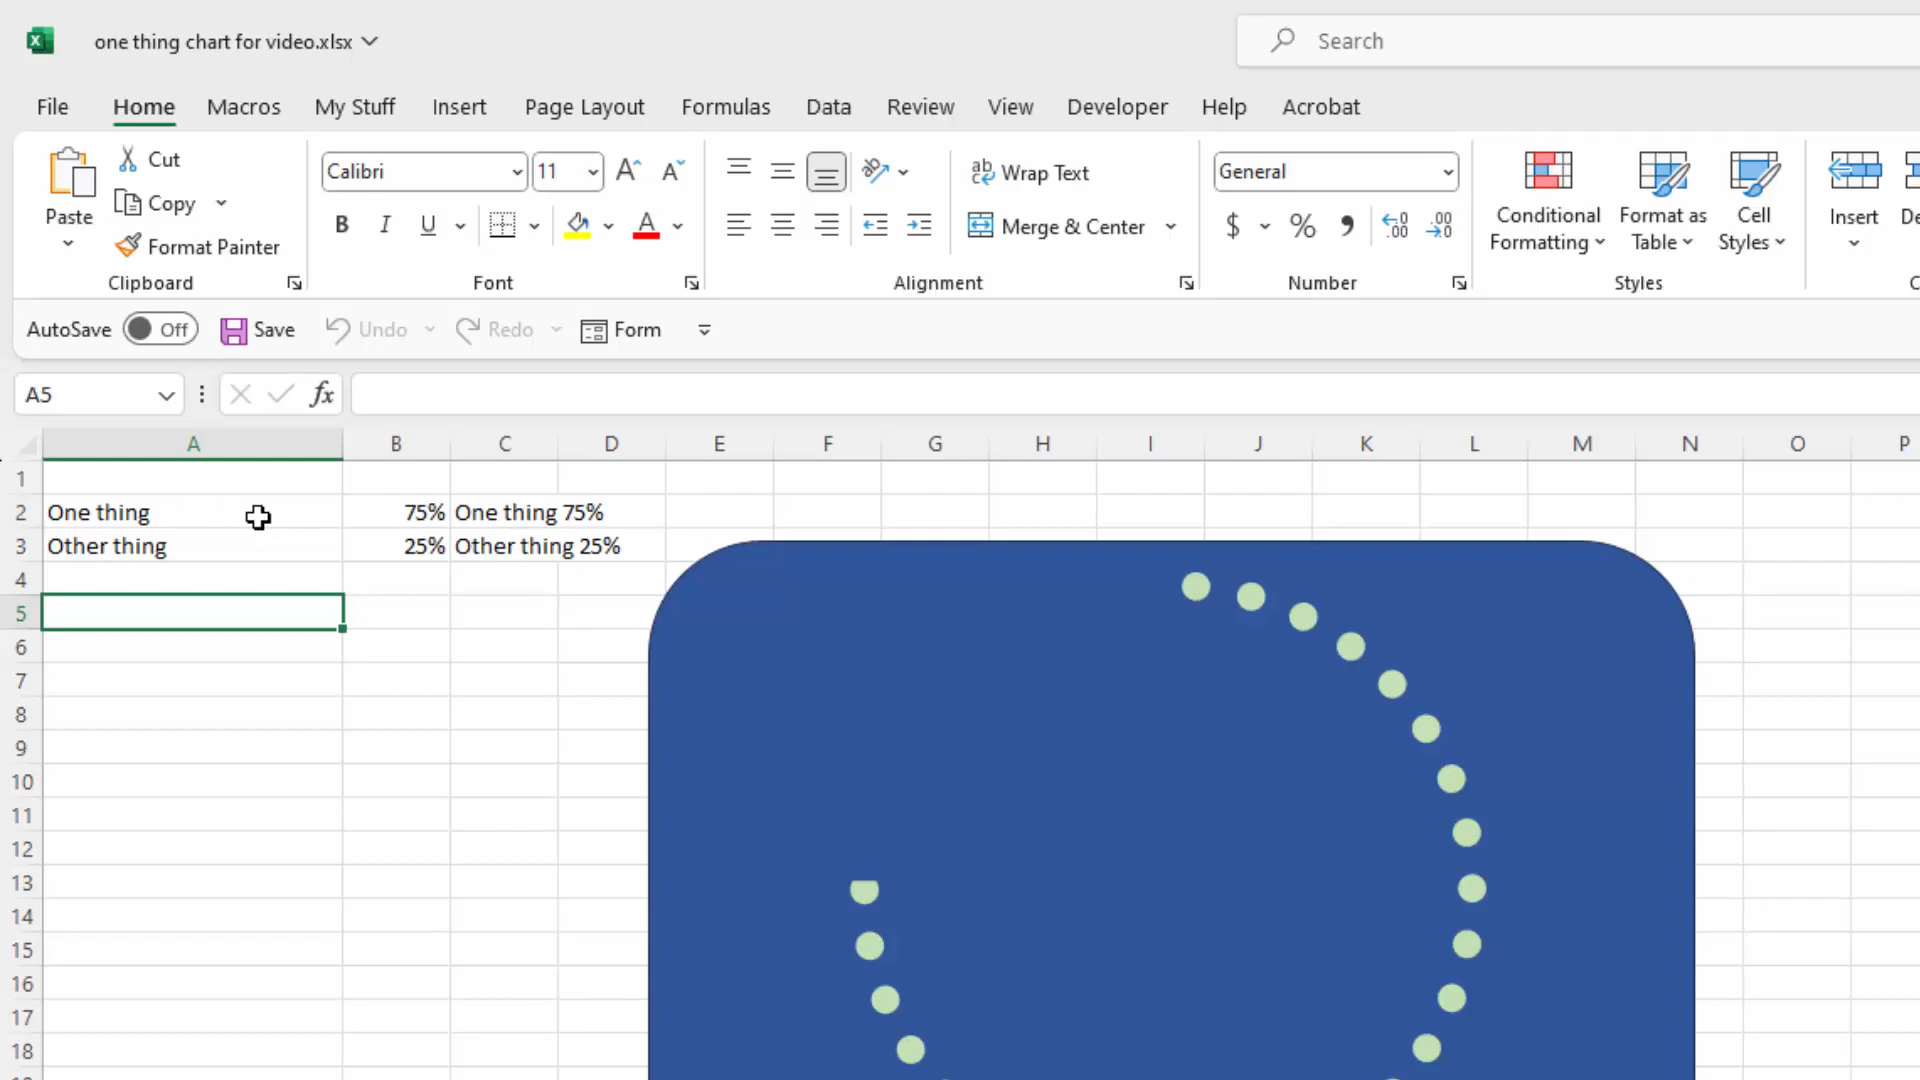 one thing chart for video.xlsx
Search
File Home Macros My Stuff Insert Page Layout Formulas Data Review View Developer Help Acrobat
Paste
Cut
Copy
Format Painter
Clipboard
Calibri 11
B I U A
Font
ab Wrap Text
Merge & Center
Alignment
General
$ % , .00 .00
Number
Conditional Formatting
Format as Table
Cell Styles
Styles
Insert
AutoSave Off Save Undo Redo Form
A5 fx
A B C D E F G H I J K L M N O P
1
2 One thing 75% One thing 75%
3 Other thing 25% Other thing 25%
4
5
6
7
8
9
10
11
12
13
14
15
16
17
18